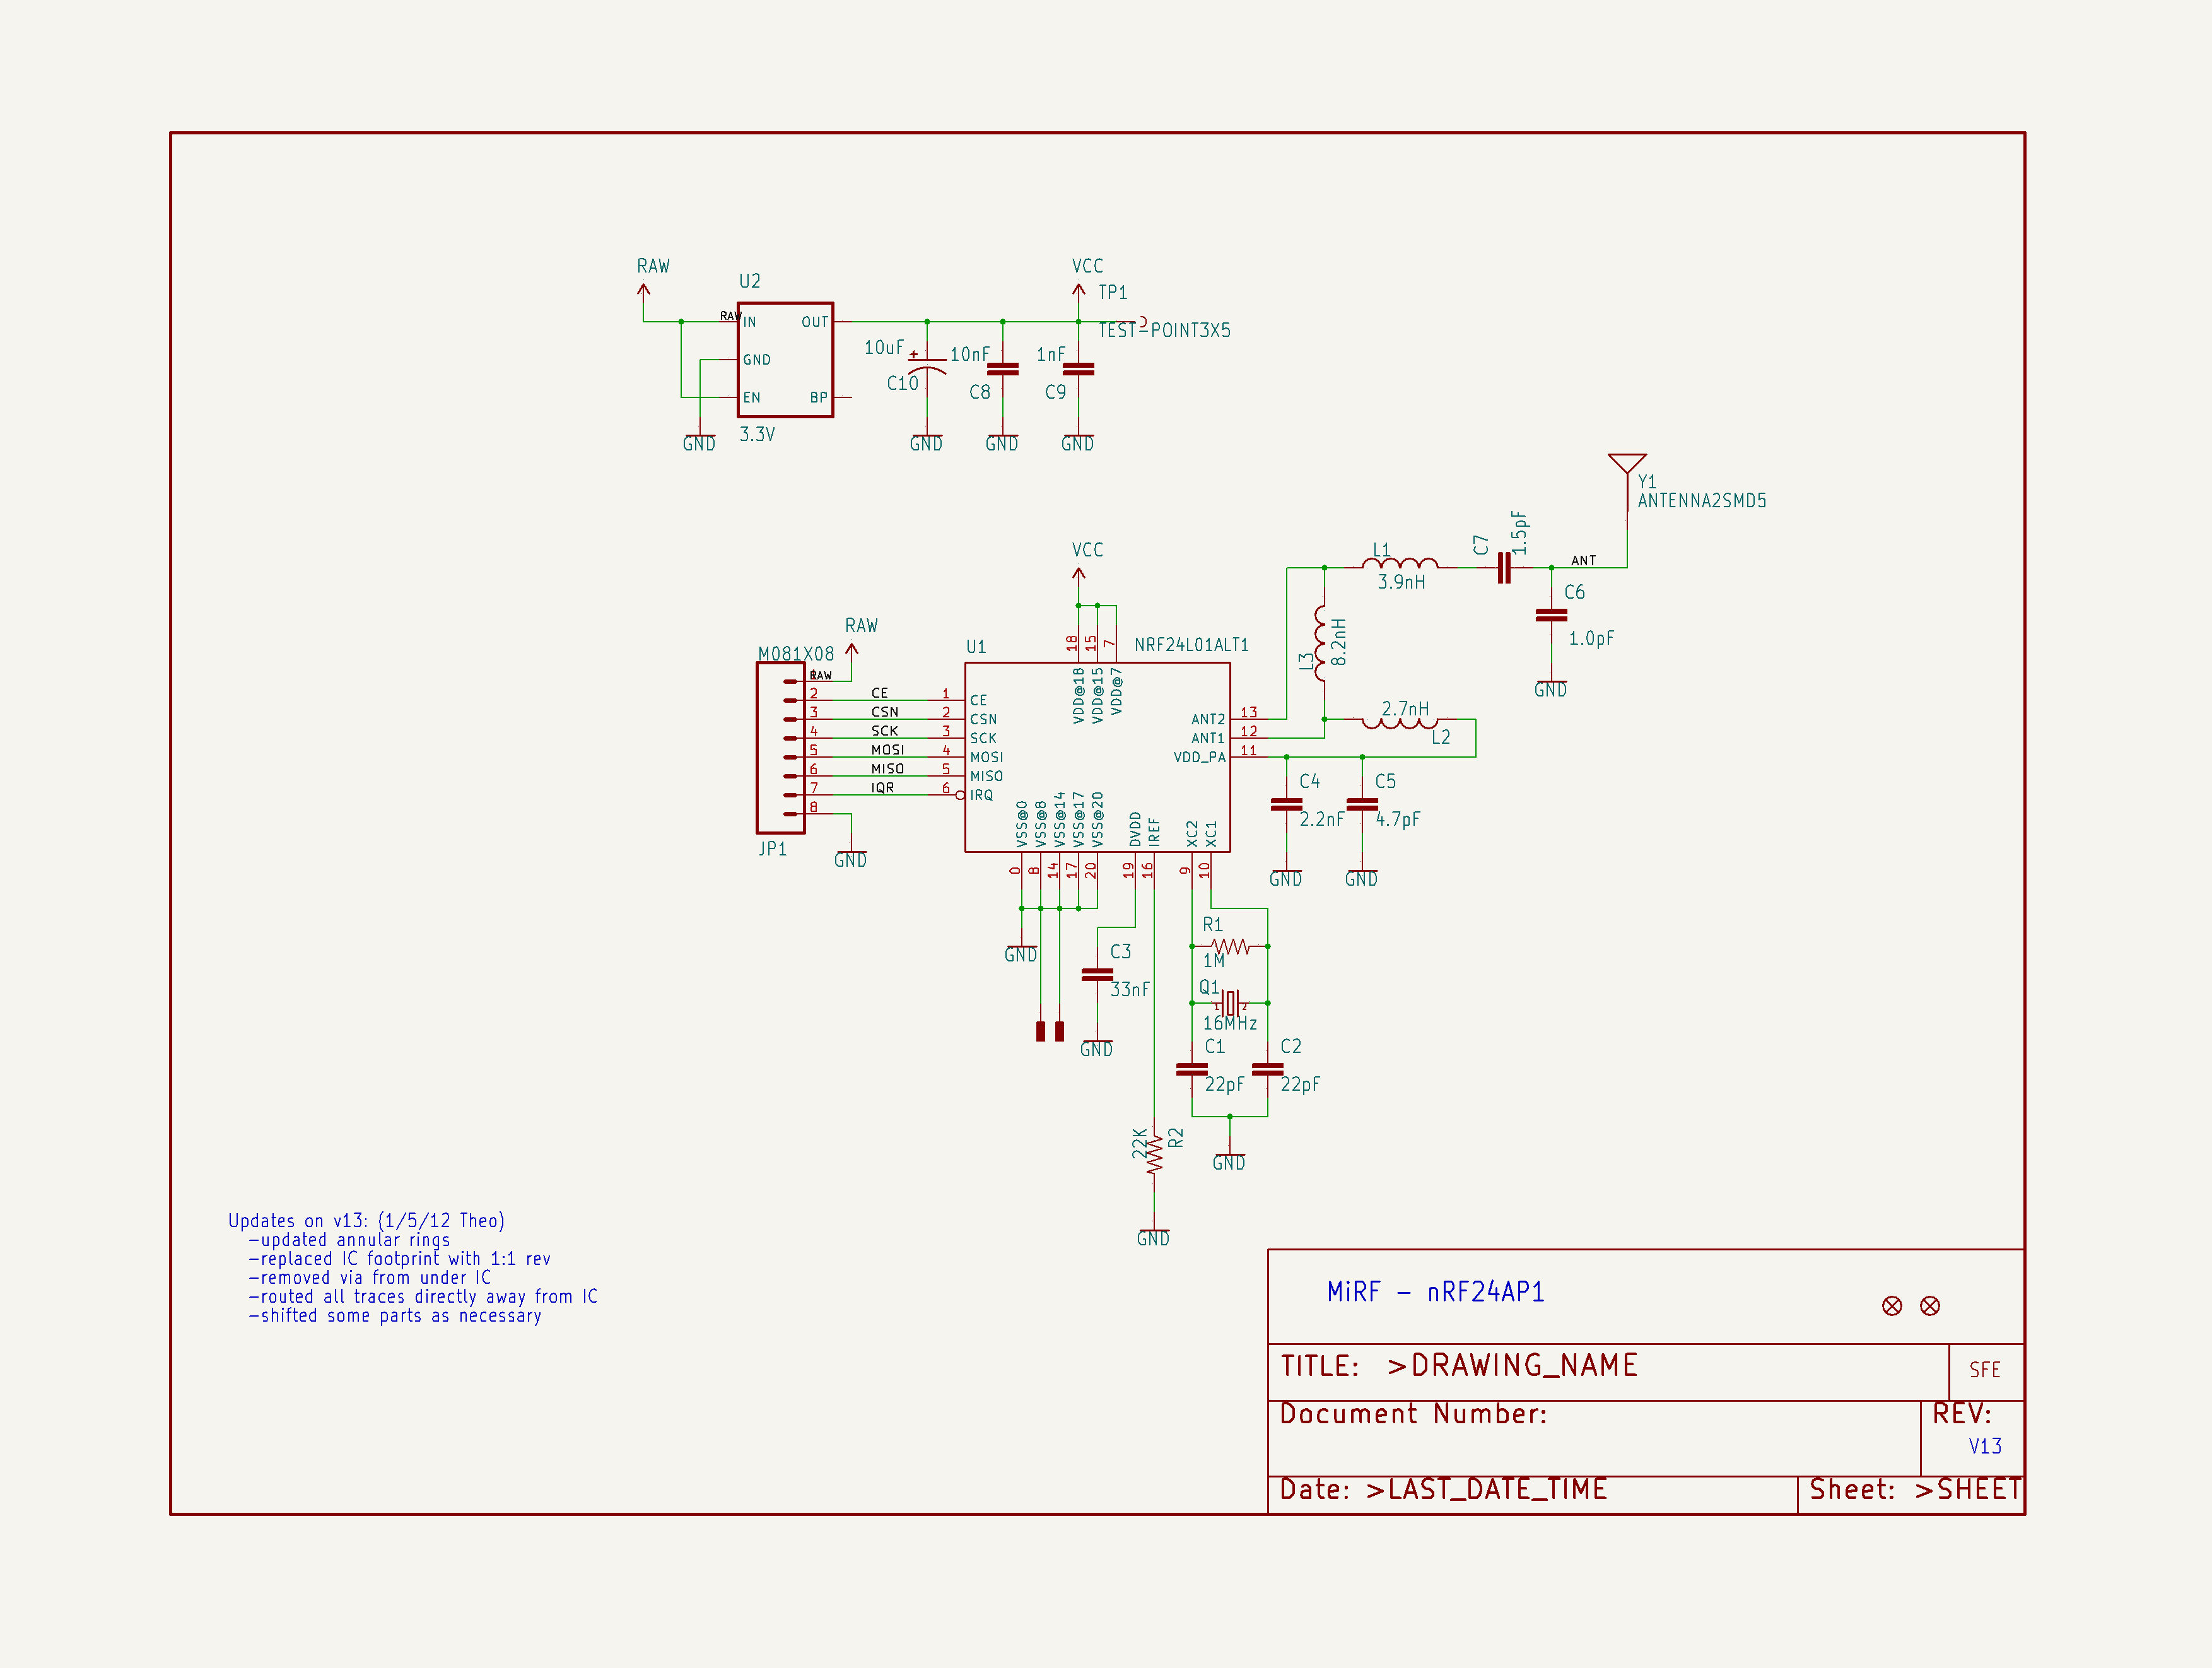 RAW
U2
RAW
IN
OUT
GND
EN
BP
3.3V
GND
VCC
TP1
TEST-POINT3X5
10uF
C10
10nF
C8
1nF
C9
GND
GND
GND
Y1
ANTENNA2SMD5
VCC
L1
3.9nH
C7
1.5pF
ANT
C6
1.0pF
GND
L3
8.2nH
2.7nH
L2
RAW
M081X08
RAW
2
3
4
5
6
7
8
CE
CSN
SCK
MOSI
MISO
IQR
JP1
GND
U1
NRF24L01ALT1
18
15
7
VDD@18
VDD@15
VDD@7
1
2
3
4
5
6
CE
CSN
SCK
MOSI
MISO
IRQ
ANT2
ANT1
VDD_PA
13
12
11
VSS@0
VSS@8
VSS@14
VSS@17
VSS@20
DVDD
IREF
XC2
XC1
0
8
14
17
20
19
16
9
10
C4
2.2nF
C5
4.7pF
GND
GND
GND
C3
33nF
GND
R1
1M
Q1
1
2
16MHz
C1
22pF
C2
22pF
GND
22K
R2
GND
Updates on v13: (1/5/12 Theo)
-updated annular rings
-replaced IC footprint with 1:1 rev
-removed via from under IC
-routed all traces directly away from IC
-shifted some parts as necessary
MiRF - nRF24AP1
TITLE: >DRAWING_NAME
SFE
Document Number:
REV:
V13
Date: >LAST_DATE_TIME
Sheet: >SHEET